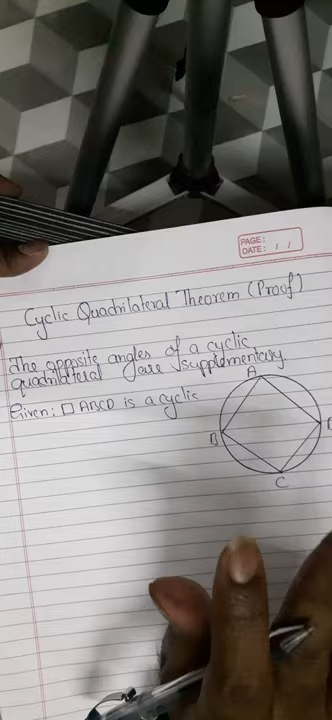 PAGE:
DATE: / /
Cyclic Quadrilateral Theorem (Proof)
The opposite angles of a cyclic
quadrilateral are supplementary.
Given: □ ABCD is a cyclic
A
C